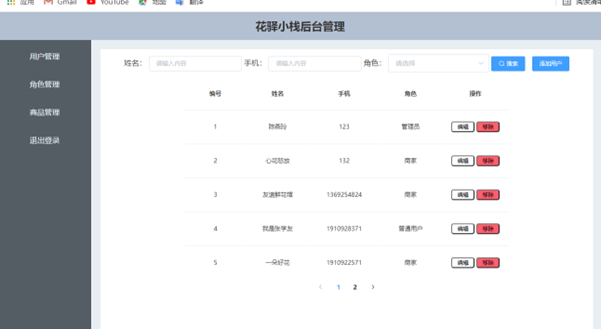 应用 Gmail YouTube 地图 翻译 阅读清单
花驿小栈后台管理
用户管理
角色管理
商品管理
退出登录
姓名： 请输入内容 手机： 请输入内容 角色： 请选择 搜索 添加用户
编号 姓名 手机 角色 操作
1 123 管理员 编辑 移除
2 心花怒放 132 商家 编辑 移除
3 友谊鲜花铺 1369254824 商家 编辑 移除
4 我是张学友 1910928371 普通用户 编辑 移除
5 一朵好花 1910922571 商家 编辑 移除
1 2